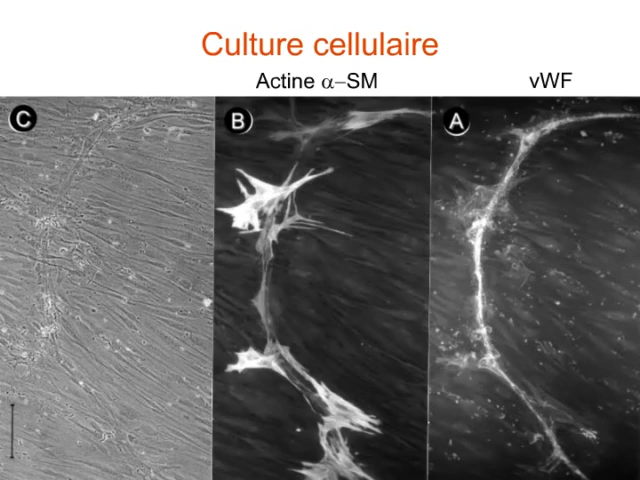 Culture cellulaire
Actine α–SM
vWF
C
B
A